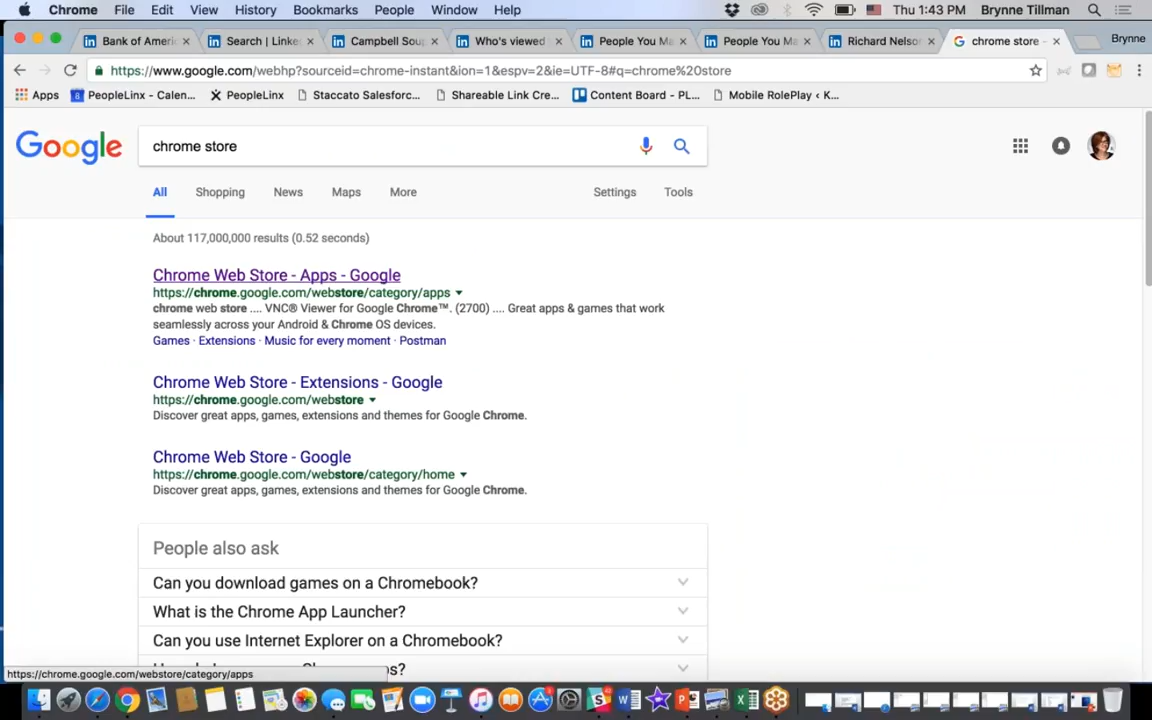 Chrome File Edit View History Bookmarks People Window Help Thu 1:43 PM Brynne Tillman
Bank of Ameri Search | Linke Campbell Sou Who's viewed People You Ma People You Ma Richard Nelso chrome store - Brynne
https://www.google.com/webhp?sourceid=chrome-instant&ion=1&espv=2&ie=UTF-8#q=chrome%20store
Apps PeopleLinx - Calen... PeopleLinx Staccato Salesforc... Shareable Link Cre... Content Board - PL... Mobile RolePlay < K...
Google chrome store
All Shopping News Maps More Settings Tools
About 117,000,000 results (0.52 seconds)
Chrome Web Store - Apps - Google
https://chrome.google.com/webstore/category/apps
chrome web store .... VNC® Viewer for Google Chrome™. (2700) .... Great apps & games that work
seamlessly across your Android & Chrome OS devices.
Games · Extensions · Music for every moment · Postman
Chrome Web Store - Extensions - Google
https://chrome.google.com/webstore
Discover great apps, games, extensions and themes for Google Chrome.
Chrome Web Store - Google
https://chrome.google.com/webstore/category/home
Discover great apps, games, extensions and themes for Google Chrome.
People also ask
Can you download games on a Chromebook?
What is the Chrome App Launcher?
Can you use Internet Explorer on a Chromebook?
https://chrome.google.com/webstore/category/apps